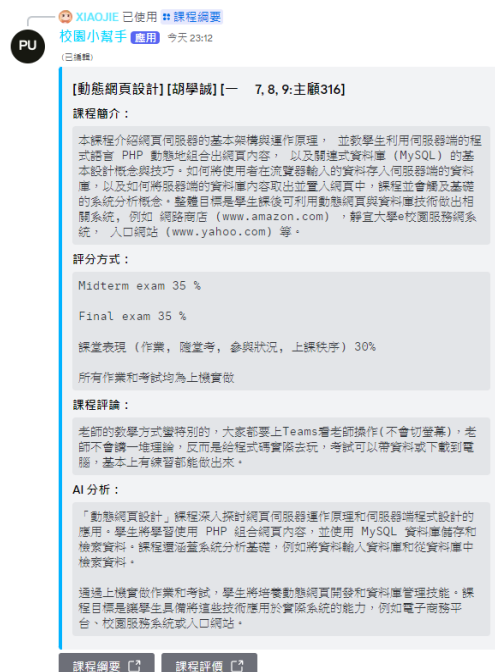 XIAOJIE 已使用 課程綱要
PU
校園小幫手 應用 今天 23:12
(已編輯)
[動態網頁設計] [胡學誠] [一 7, 8, 9:主顧316]
課程簡介：
本課程介紹網頁伺服器的基本架構與運作原理， 並教學生利用伺服器端的程
式語言 PHP 動態地組合出網頁內容， 以及關連式資料庫 (MySQL) 的基
本設計概念與技巧。如何將使用者在流覽器輸入的資料存入伺服器端的資料
庫，以及如何將服器端的資料庫內容取出並置入網頁中，課程並會觸及基礎
的系統分析概念。整體目標是學生課後可利用動態網頁與資料庫技術做出相
關系統, 例如 網路商店 (www.amazon.com) ，靜宜大學e校園服務網系
統， 入口網站 (www.yahoo.com) 等。
評分方式：
Midterm exam 35 %
Final exam 35 %
課堂表現 (作業, 隨堂考, 參與狀況, 上課秩序) 30%
所有作業和考試均為上機實做
課程評論：
老師的教學方式蠻特別的，大家都要上Teams看老師操作(不會切螢幕)，老
師不會講一堆理論，反而是給程式碼實際去玩，考試可以帶資料或下載到電
腦，基本上有練習都能做出來。
AI 分析：
「動態網頁設計」課程深入探討網頁伺服器運作原理和伺服器端程式設計的
應用。學生將學習使用 PHP 組合網頁內容，並使用 MySQL 資料庫儲存和
檢索資料。課程還涵蓋系統分析基礎，例如將資料輸入資料庫和從資料庫中
檢索資料。
通過上機實做作業和考試，學生將培養動態網頁開發和資料庫管理技能。課
程目標是讓學生具備將這些技術應用於實際系統的能力，例如電子商務平
台、校園服務系統或入口網站。
課程綱要 課程評價